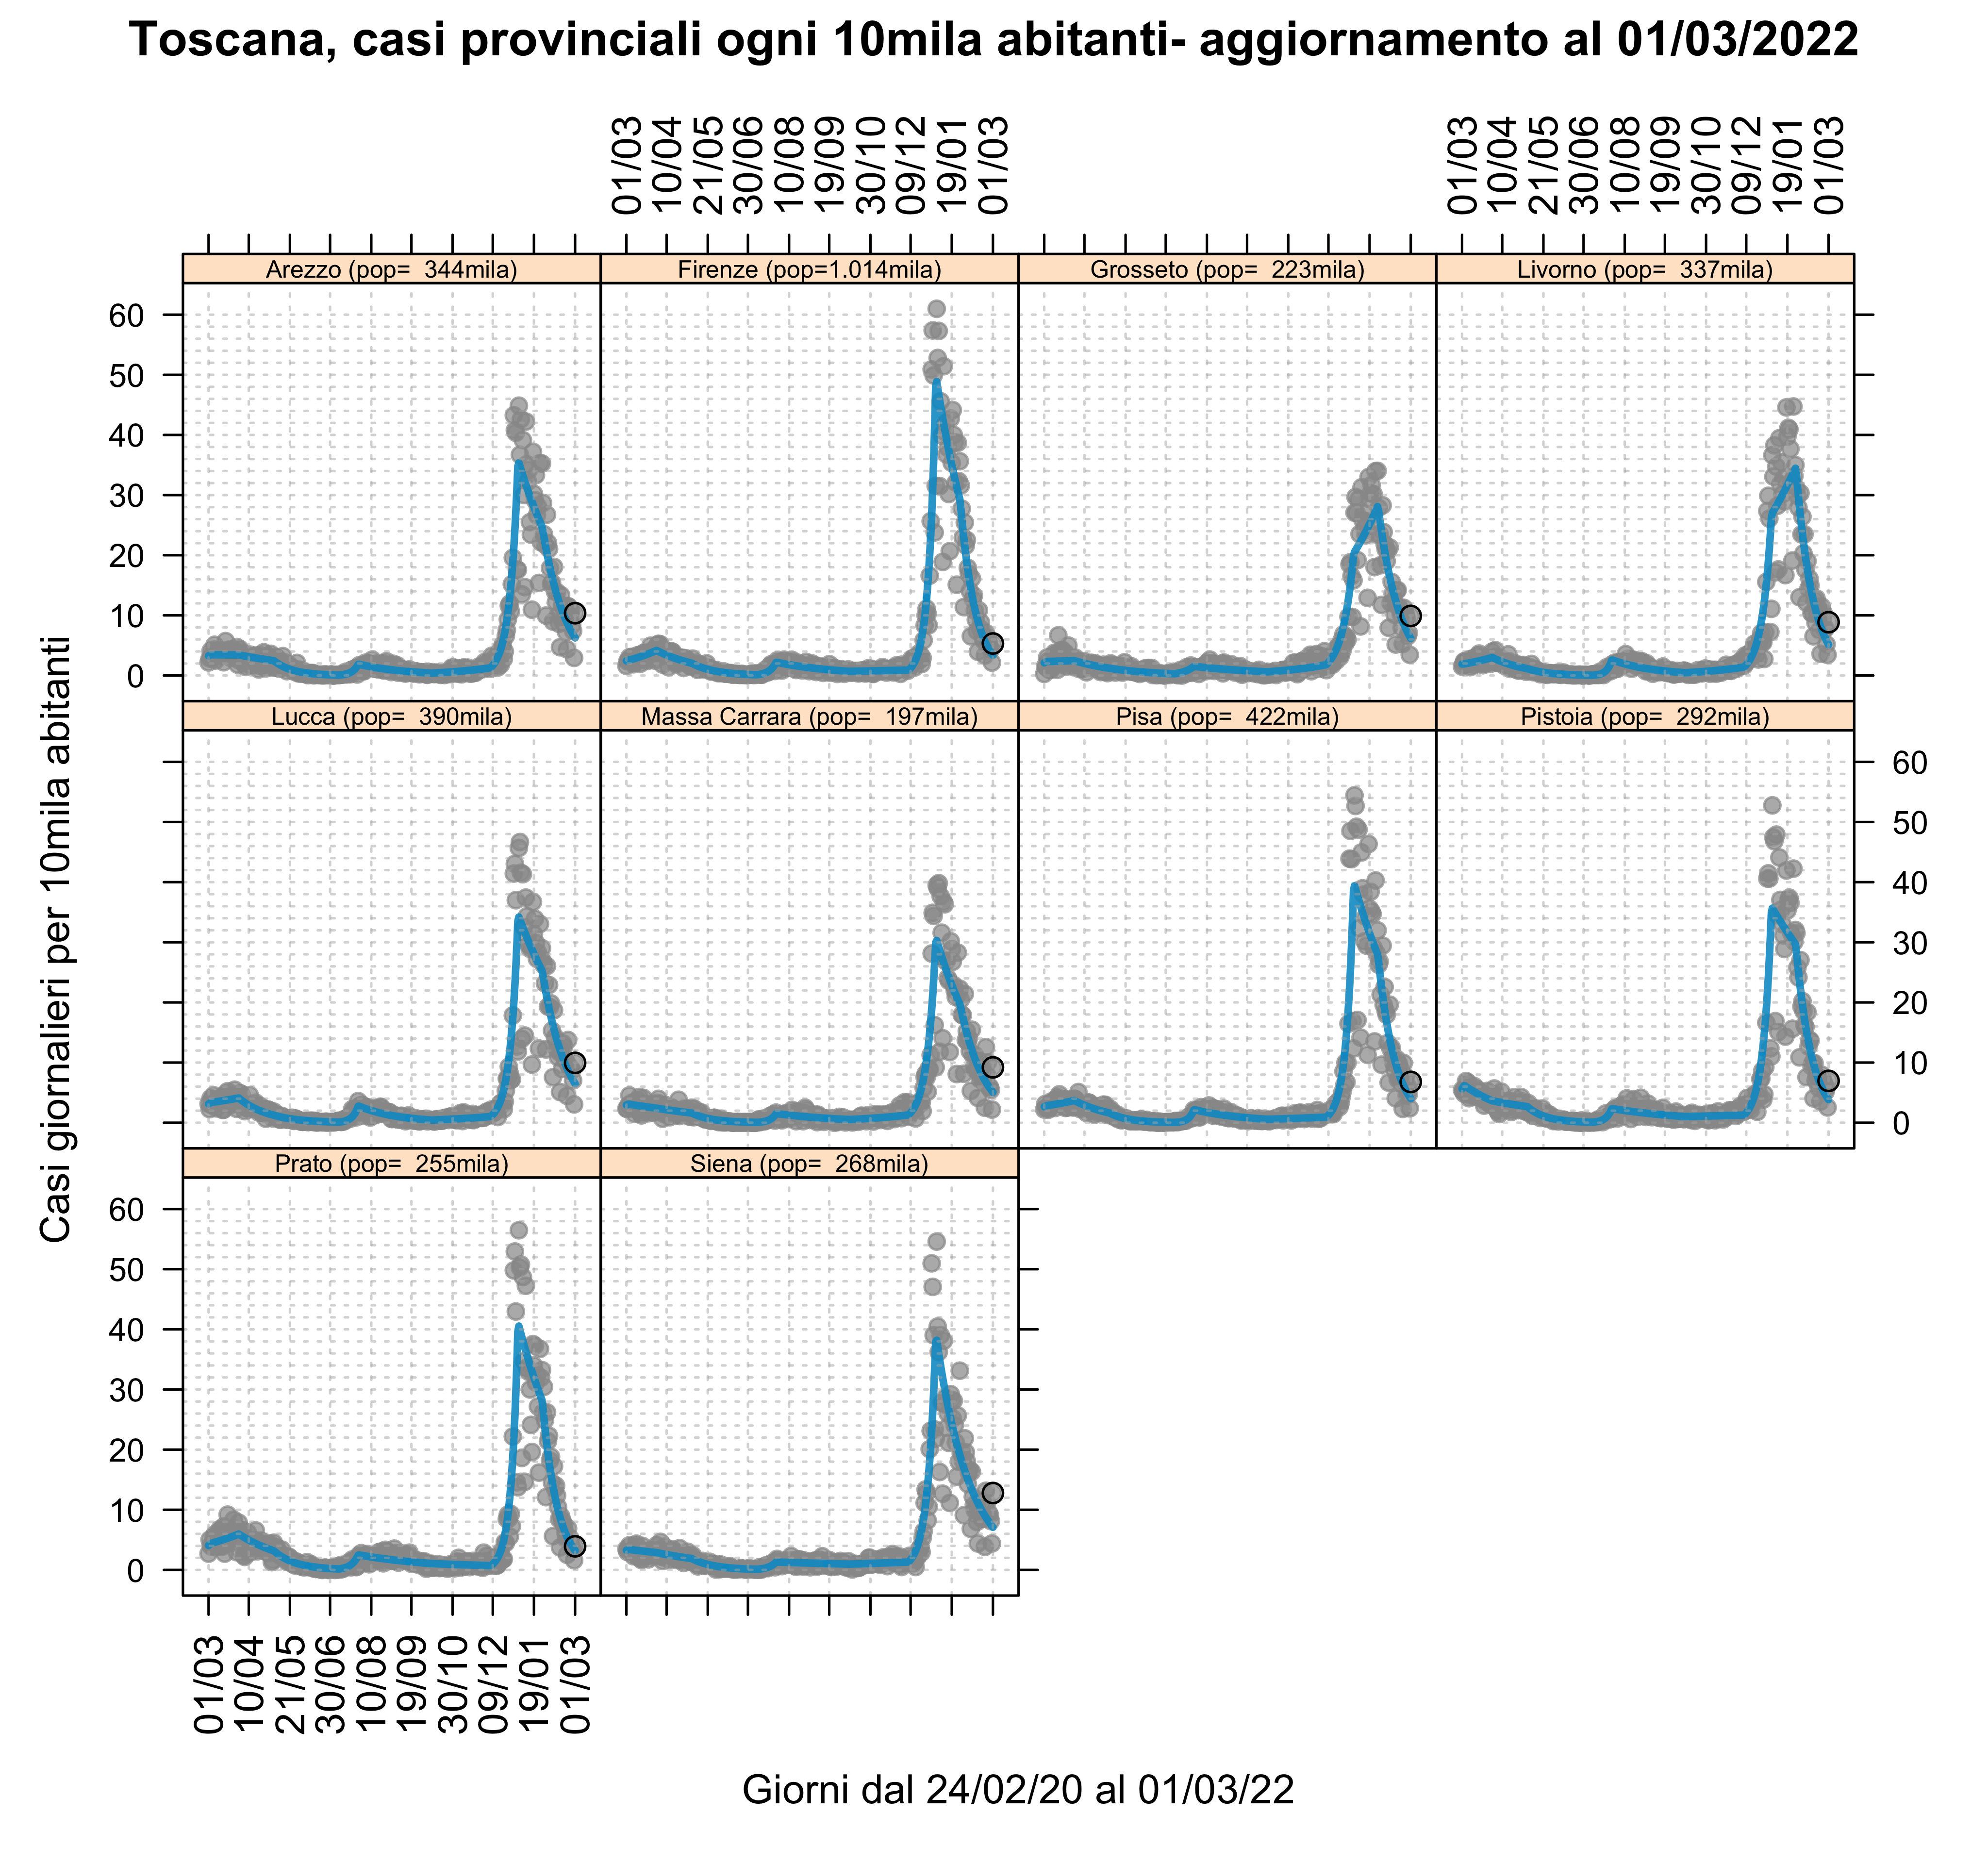 Toscana, casi provinciali ogni 10mila abitanti- aggiornamento al 01/03/2022
01/03 10/04 21/05 30/06 10/08 19/09 30/10 09/12 19/01 01/03
01/03 10/04 21/05 30/06 10/08 19/09 30/10 09/12 19/01 01/03
Arezzo (pop=  344mila)
Firenze (pop=1.014mila)
Grosseto (pop=  223mila)
Livorno (pop=  337mila)
60
50
40
30
20
10
0
Casi giornalieri per 10mila abitanti
Lucca (pop=  390mila)
Massa Carrara (pop=  197mila)
Pisa (pop=  422mila)
Pistoia (pop=  292mila)
60
50
40
30
20
10
0
Prato (pop=  255mila)
Siena (pop=  268mila)
60
50
40
30
20
10
0
01/03 10/04 21/05 30/06 10/08 19/09 30/10 09/12 19/01 01/03
Giorni dal 24/02/20 al 01/03/22